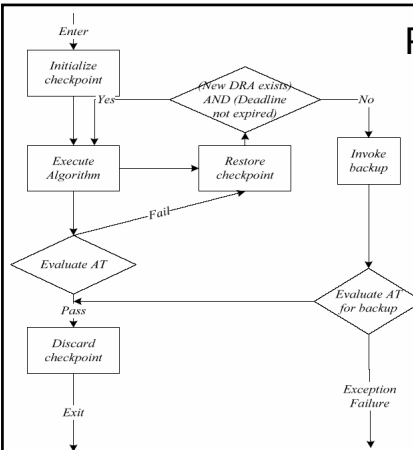 Enter
Initialize
checkpoint
(New DRA exists)
AND (Deadline
not expired)
Yes
No
Execute
Algorithm
Restore
checkpoint
Invoke
backup
Fail
Evaluate AT
Evaluate AT
for backup
Pass
Discard
checkpoint
Exit
Exception
Failure